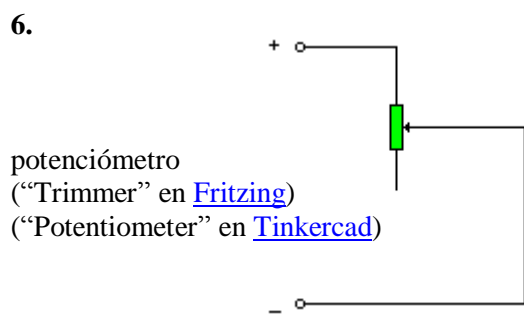 6.
+
potenciómetro
(“Trimmer” en Fritzing)
(“Potentiometer” en Tinkercad)
–